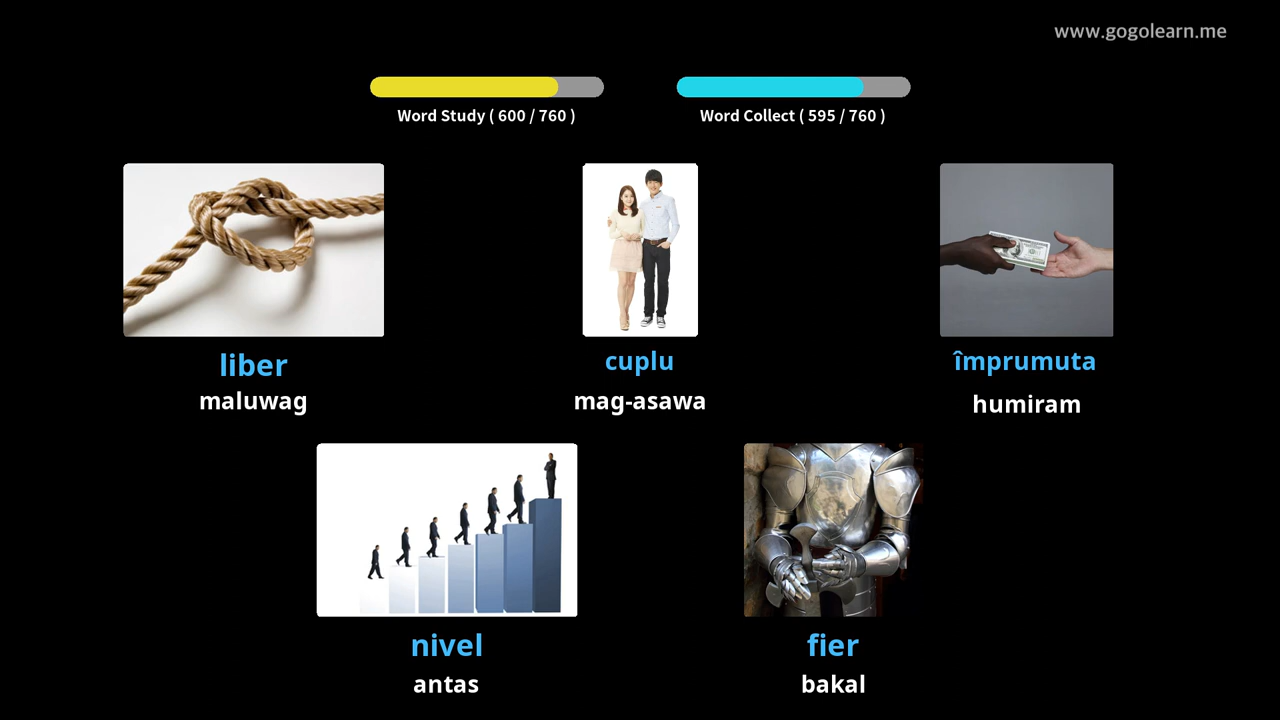 www.gogolearn.me
Word Study ( 600 / 760 )
Word Collect ( 595 / 760 )
liber
maluwag
cuplu
mag-asawa
împrumuta
humiram
nivel
antas
fier
bakal